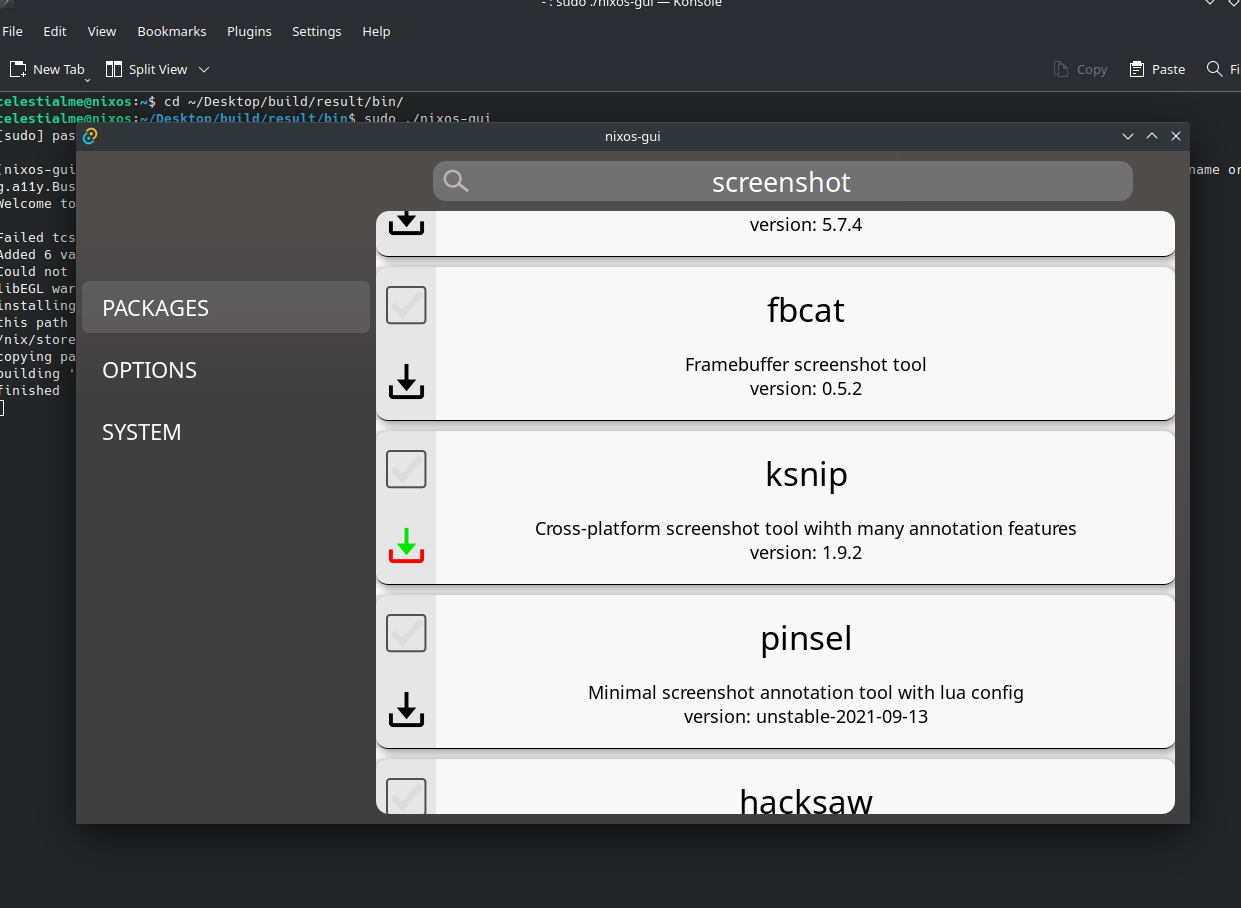 - : sudo ./nixos-gui — Konsole
File Edit View Bookmarks Plugins Settings Help
New Tab Split View Copy Paste Fi
celestialme@nixos:~$ cd ~/Desktop/build/result/bin/
celestialme@nixos:~/Desktop/build/result/bin$ sudo ./nixos-gui
[sudo] pas
nixos-gui
(nixos-gui name or
g.a11y.Bus
Welcome to
Failed tcs
Added 6 va
Could not
libEGL war
installing
this path
/nix/store
copying pa
building '
finished
screenshot
PACKAGES
OPTIONS
SYSTEM
version: 5.7.4
fbcat
Framebuffer screenshot tool
version: 0.5.2
ksnip
Cross-platform screenshot tool wihth many annotation features
version: 1.9.2
pinsel
Minimal screenshot annotation tool with lua config
version: unstable-2021-09-13
hacksaw